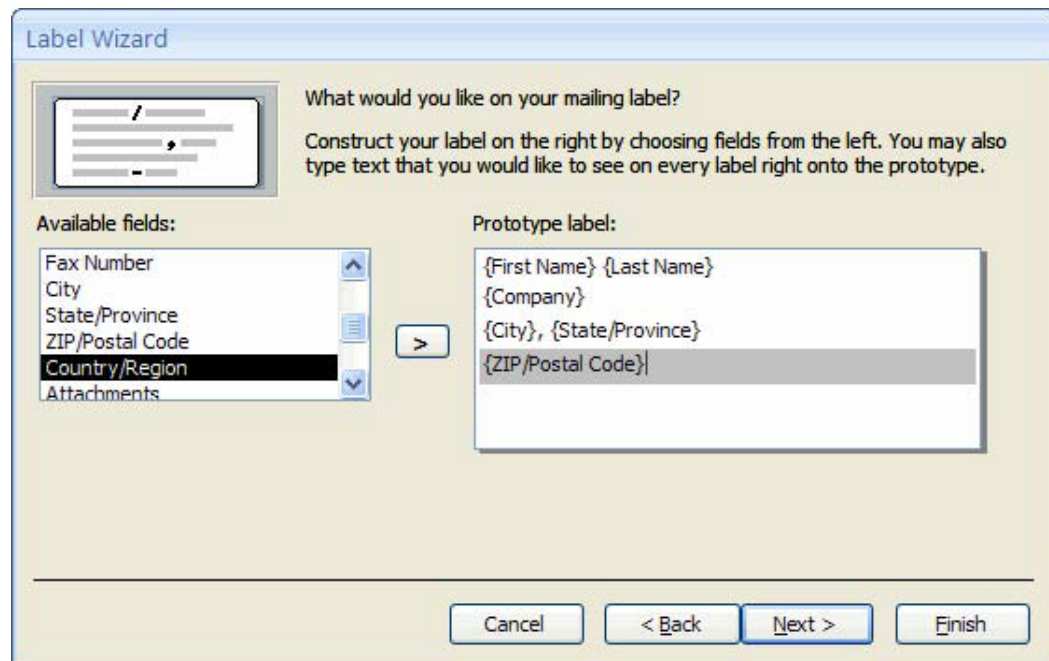 Label Wizard
What would you like on your mailing label?
Construct your label on the right by choosing fields from the left. You may also
type text that you would like to see on every label right onto the prototype.
Available fields:
Fax Number
City
State/Province
ZIP/Postal Code
Country/Region
Attachments
>
Prototype label:
{First Name} {Last Name}
{Company}
{City}, {State/Province}
{ZIP/Postal Code}
Cancel
< Back
Next >
Finish